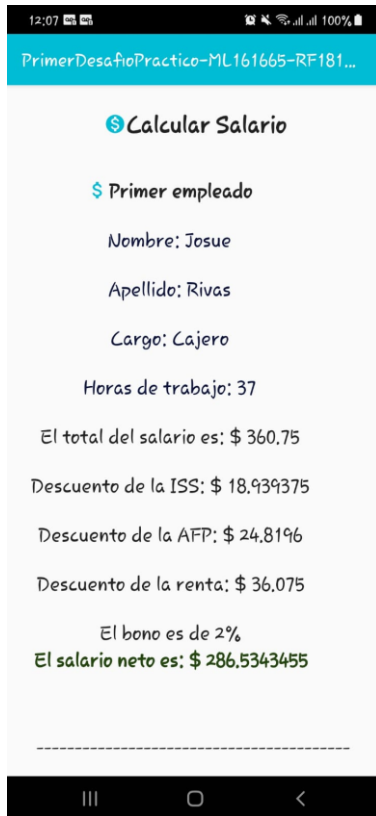 12:07 100%
PrimerDesafioPractico-ML161665-RF181...
Calcular Salario
$ Primer empleado
Nombre: Josue
Apellido: Rivas
Cargo: Cajero
Horas de trabajo: 37
El total del salario es: $ 360.75
Descuento de la ISS: $ 18.939375
Descuento de la AFP: $ 24.8196
Descuento de la renta: $ 36.075
El bono es de 2%
El salario neto es: $ 286.5343455
-----------------------------------------